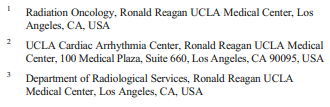 1 Radiation Oncology, Ronald Reagan UCLA Medical Center, Los
Angeles, CA, USA
2 UCLA Cardiac Arrhythmia Center, Ronald Reagan UCLA Medical
Center, 100 Medical Plaza, Suite 660, Los Angeles, CA 90095, USA
3 Department of Radiological Services, Ronald Reagan UCLA
Medical Center, Los Angeles, CA, USA